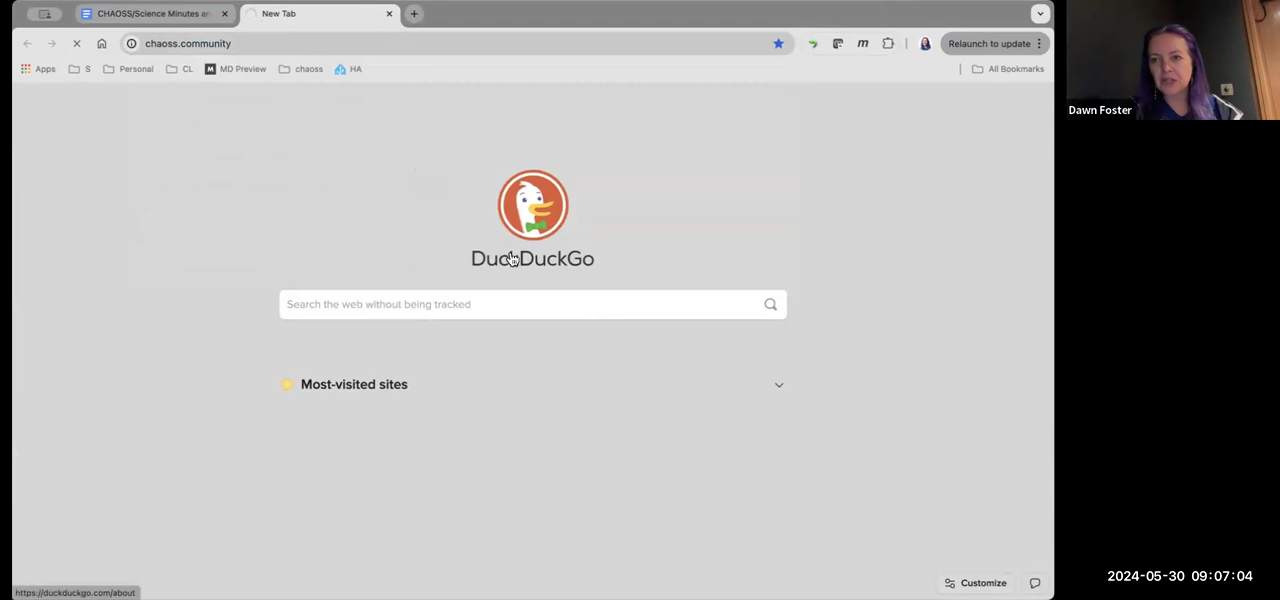 CHAOSS/Science Minutes an
New Tab
chaoss.community
Relaunch to update
Apps
S
Personal
CL
M
MD Preview
chaoss
HA
All Bookmarks
Dawn Foster
DuckDuckGo
Search the web without being tracked
Most-visited sites
Customize
https://duckduckgo.com/about
2024-05-30 09:07:04